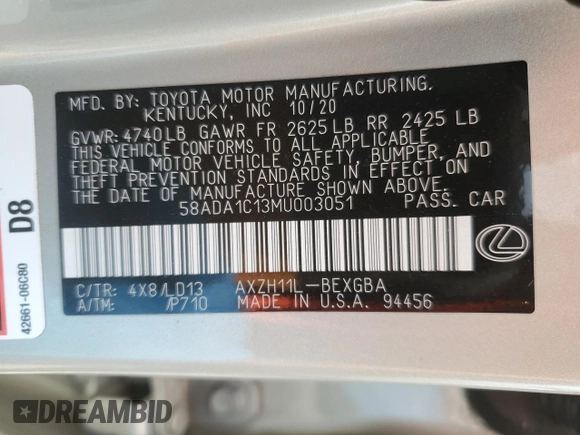 MFD. BY: TOYOTA MOTOR MANUFACTURING,
KENTUCKY, INC 10/20
GVWR: 4740LB GAWR FR 2625LB RR 2425 LB
THIS VEHICLE CONFORMS TO ALL APPLICABLE
FEDERAL MOTOR VEHICLE SAFETY, BUMPER, AND
THEFT PREVENTION STANDARDS IN EFFECT ON
THE DATE OF MANUFACTURE SHOWN ABOVE.
58ADA1C13MU003051 PASS. CAR
C/TR: 4X8/LD13 AXZH11L-BEXGBA
A/TM: /P710 MADE IN U.S.A. 94456
D8
42661-06C80
DREAMBID